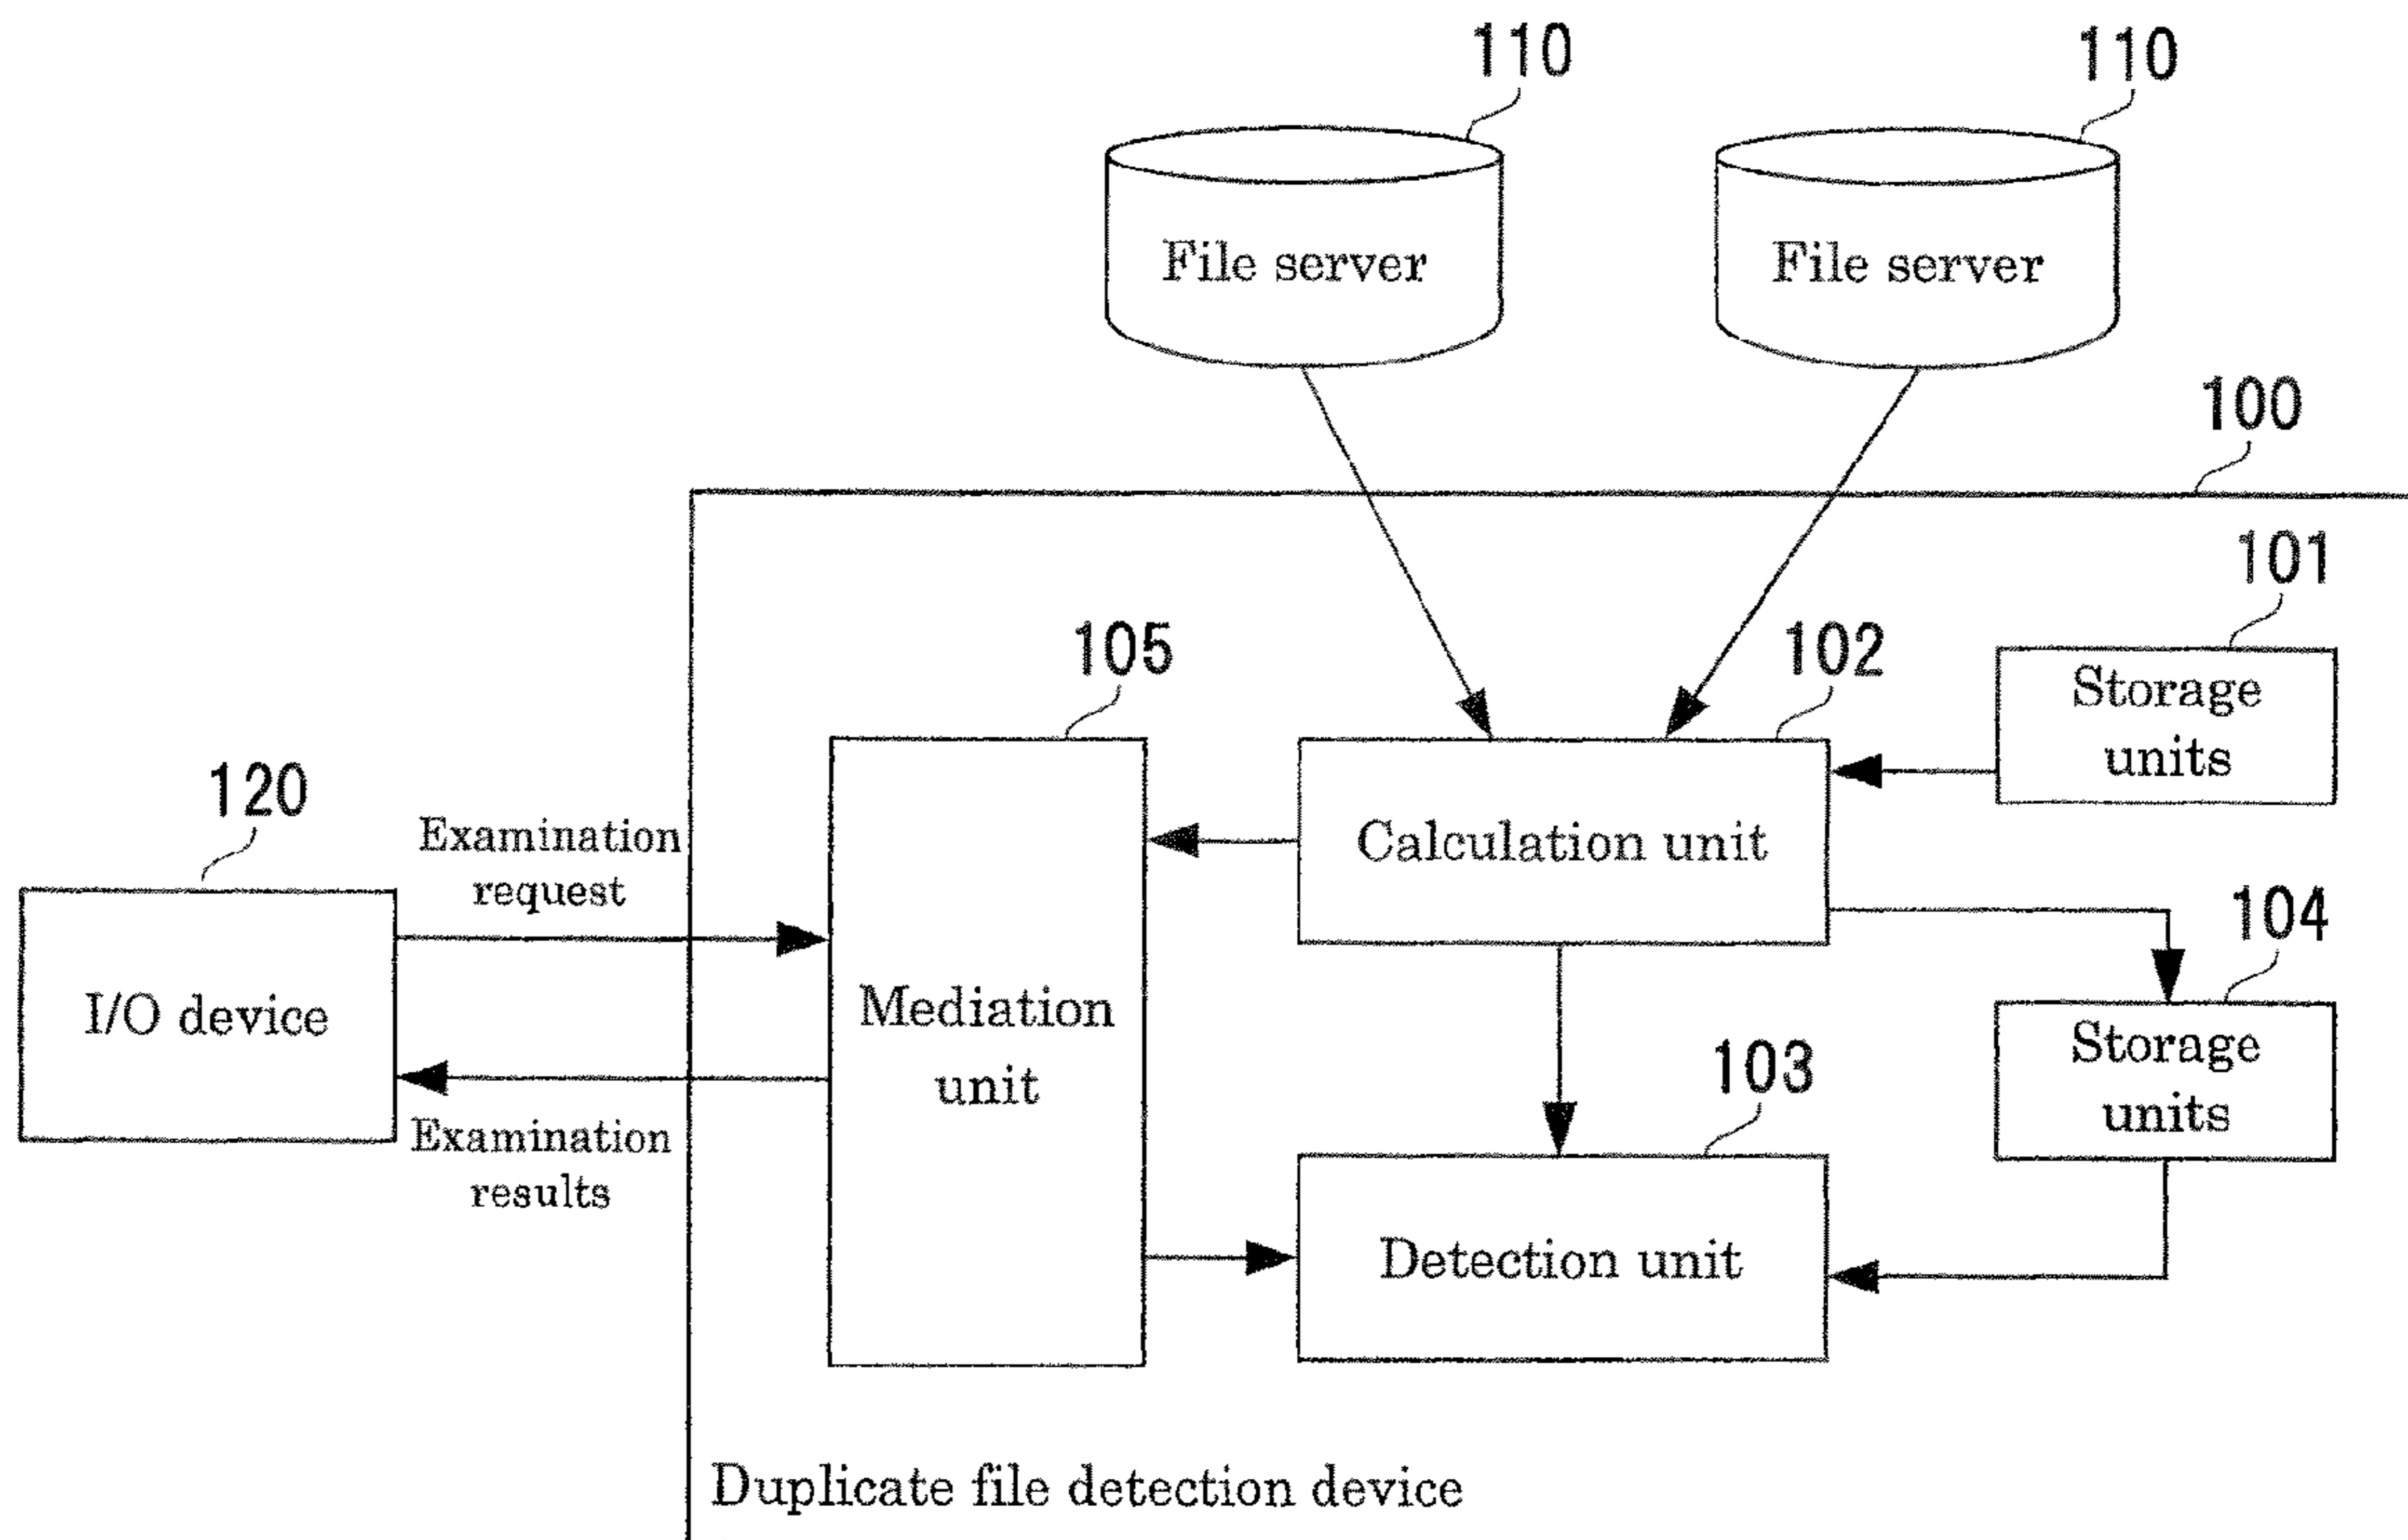 110
110
File server
File server
100
101
105
102
Storage
units
120
Examination
request
Calculation unit
104
I/O device
Mediation
unit
Storage
units
103
Examination
results
Detection unit
Duplicate file detection device